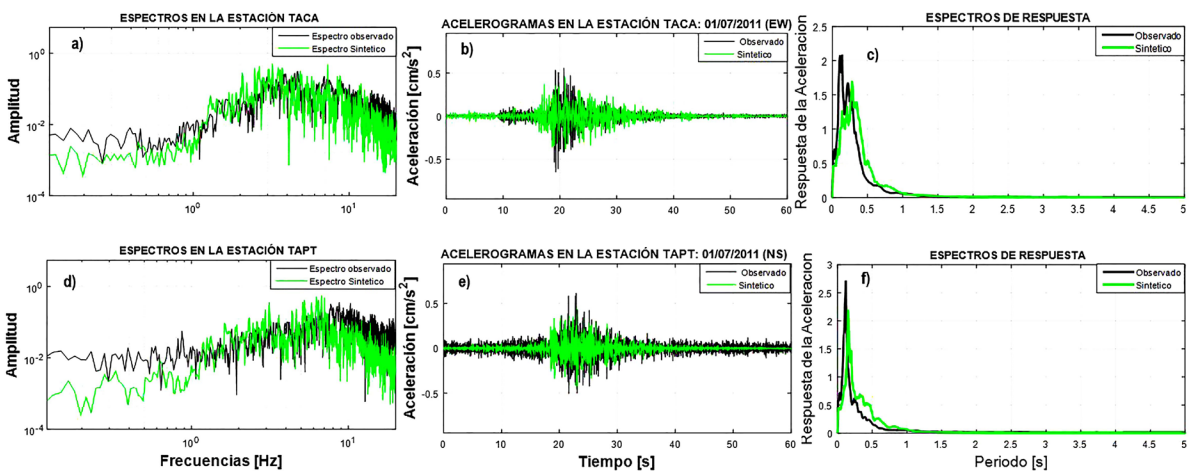 ESPECTROS EN LA ESTACIÓN TACA
a)
Espectro observado
Espectro Sintetico
Amplitud
10^0
10^-2
10^-4
10^0
10^1
ACELEROGRAMAS EN LA ESTACIÓN TACA: 01/07/2011 (EW)
b)
Observado
Sintetico
Aceleración [cm/s^2]
0.5
0
-0.5
0 10 20 30 40 50 60
ESPECTROS DE RESPUESTA
c)
Observado
Sintético
Respuesta de la Aceleracion
2.5
2
1.5
1
0.5
0
0 0.5 1 1.5 2 2.5 3 3.5 4 4.5 5
ESPECTROS EN LA ESTACIÓN TAPT
d)
Espectro observado
Espectro Sintetico
Amplitud
10^0
10^-2
10^-4
10^0
10^1
Frecuencias [Hz]
ACELEROGRAMAS EN LA ESTACIÓN TAPT: 01/07/2011 (NS)
e)
Observado
Sintetico
Aceleración [cm/s^2]
0.5
0
-0.5
0 10 20 30 40 50 60
Tiempo [s]
ESPECTROS DE RESPUESTA
f)
Observado
Sintético
Respuesta de la Aceleracion
3
2.5
2
1.5
1
0.5
0
0 0.5 1 1.5 2 2.5 3 3.5 4 4.5 5
Periodo [s]